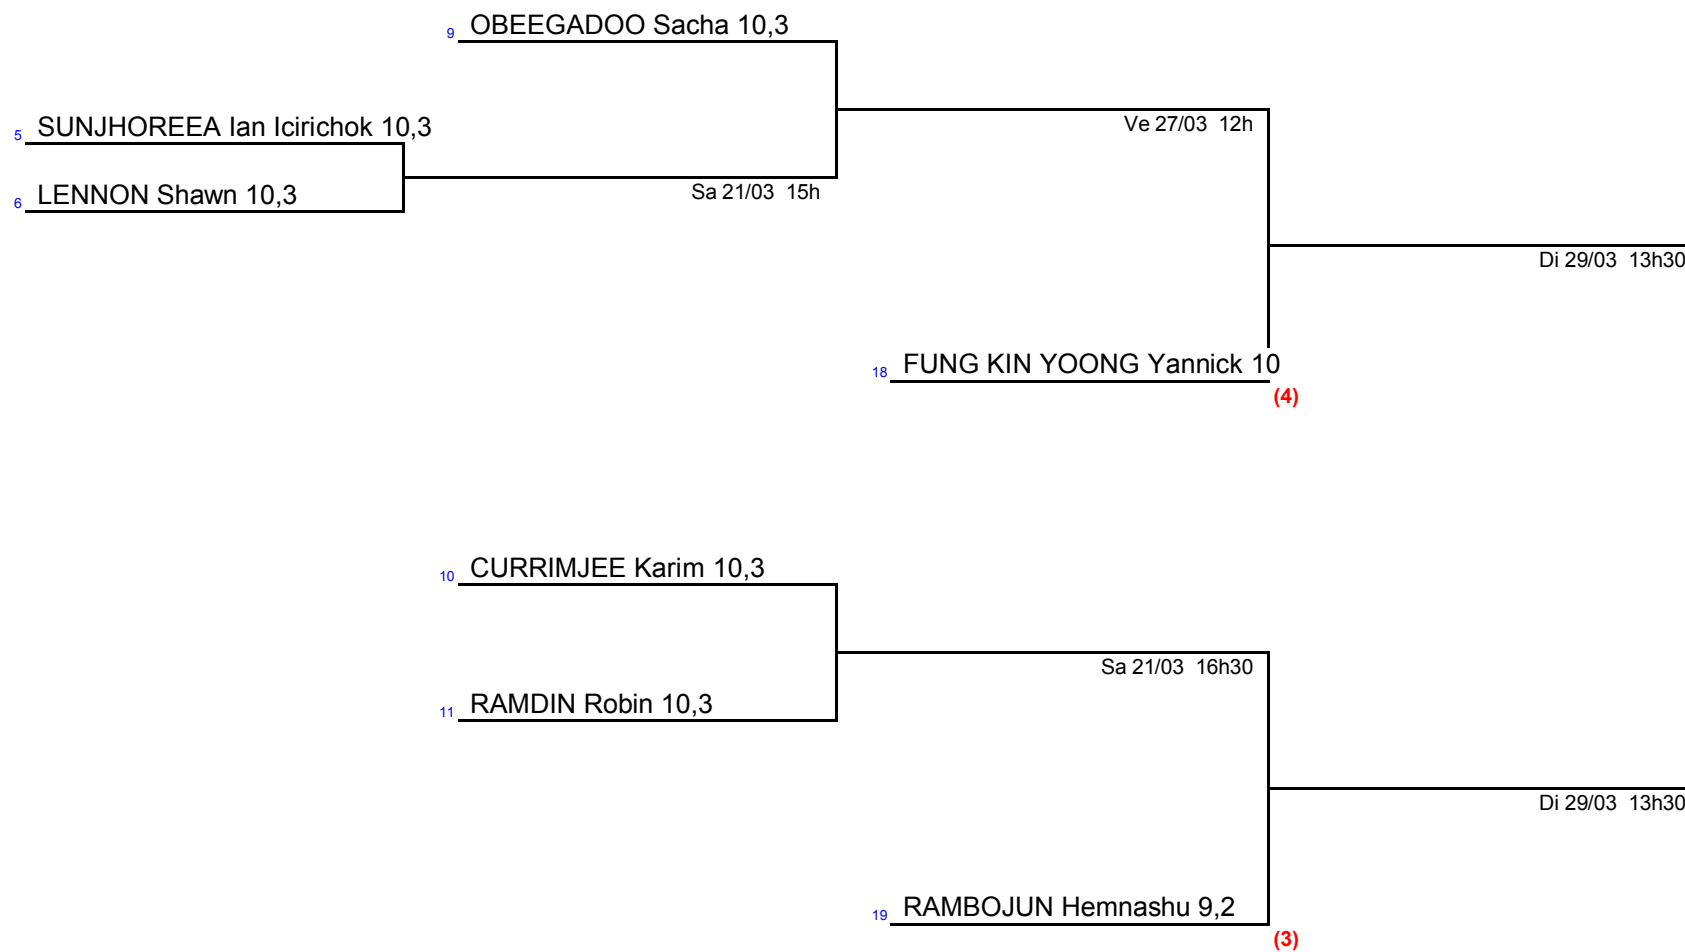 9 OBEEGADOO Sacha 10,3
5 SUNJHOREEA Ian Icirichok 10,3
Ve 27/03 12h
6 LENNON Shawn 10,3
Sa 21/03 15h
Di 29/03 13h30
18 FUNG KIN YOONG Yannick 10
(4)
10 CURRIMJEE Karim 10,3
Sa 21/03 16h30
11 RAMDIN Robin 10,3
Di 29/03 13h30
19 RAMBOJUN Hemnashu 9,2
(3)